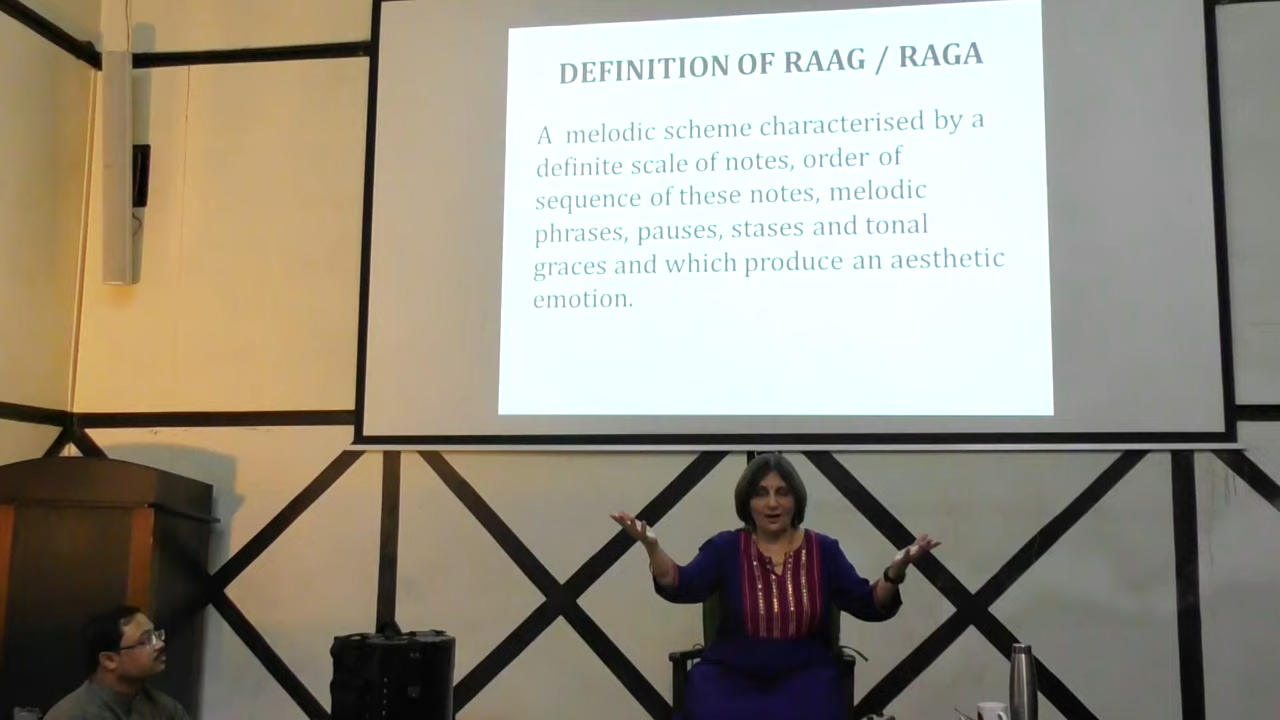 DEFINITION OF RAAG / RAGA
A melodic scheme characterised by a
definite scale of notes, order of
sequence of these notes, melodic
phrases, pauses, stases and tonal
graces and which produce an aesthetic
emotion.